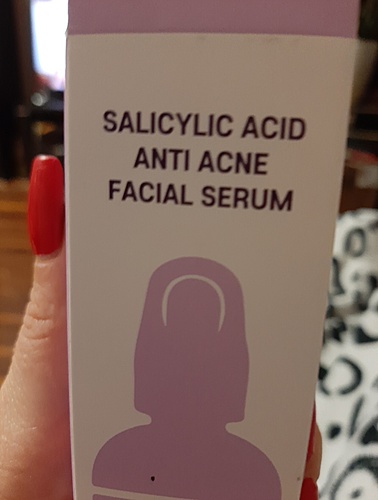 SALICYLIC ACID
ANTI ACNE
FACIAL SERUM